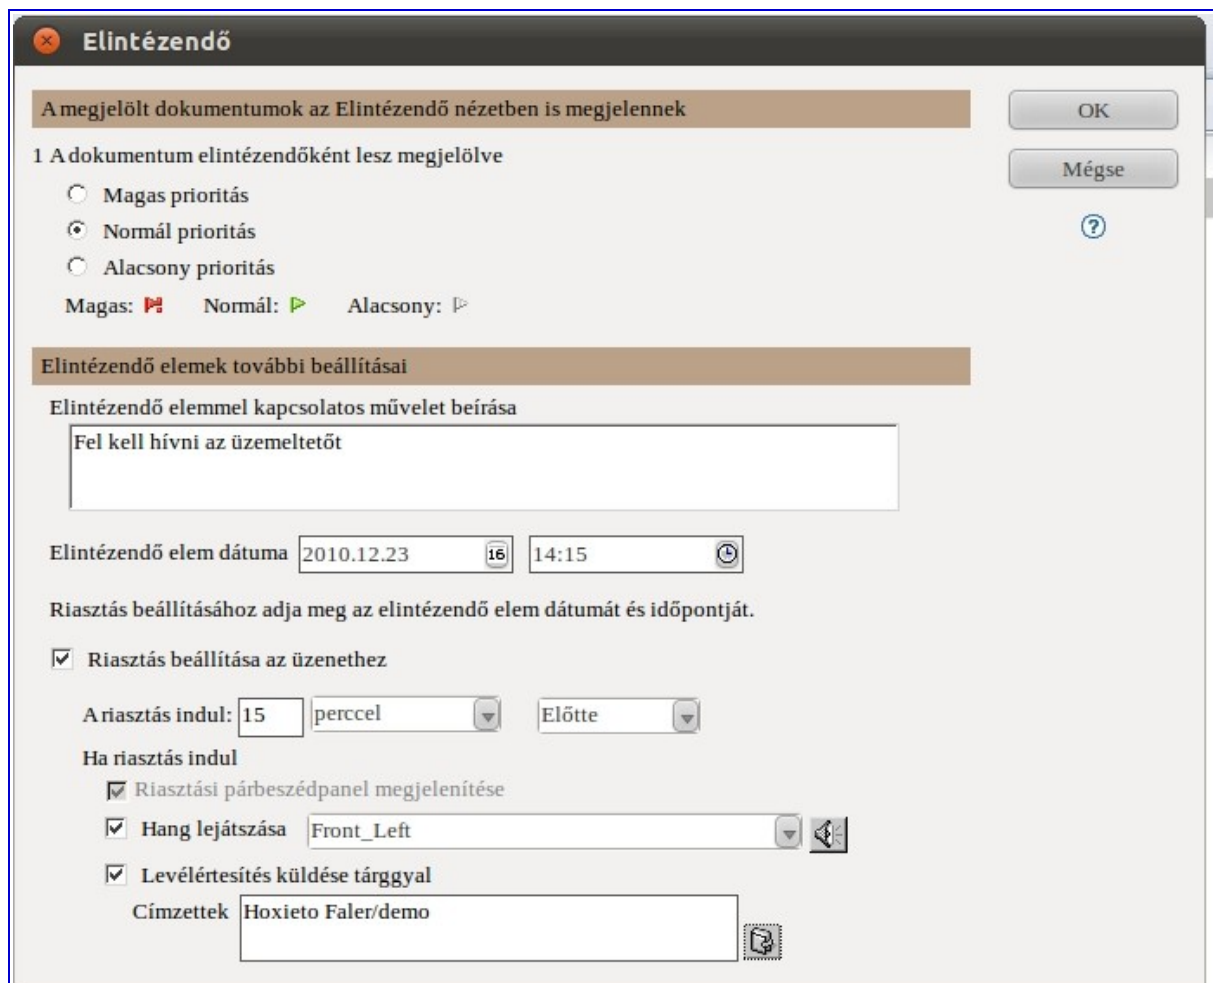 Elintézendő
A megjelölt dokumentumok az Elintézendő nézetben is megjelennek
OK
1 A dokumentum elintézendőként lesz megjelölve
Mégse
Magas prioritás
Normál prioritás
?
Alacsony prioritás
Magas: Normál: Alacsony:
Elintézendő elemek további beállításai
Elintézendő elemmel kapcsolatos művelet beírása
Fel kell hívni az üzemeltetőt
Elintézendő elem dátuma 2010.12.23 16 14:15
Riasztás beállításához adja meg az elintézendő elem dátumát és időpontját.
Riasztás beállítása az üzenethez
A riasztás indul: 15 perccel Előtte
Ha riasztás indul
Riasztási párbeszédpanel megjelenítése
Hang lejátszása Front_Left
Levélértesítés küldése tárggyal
Címzettek Hoxieto Faler/demo